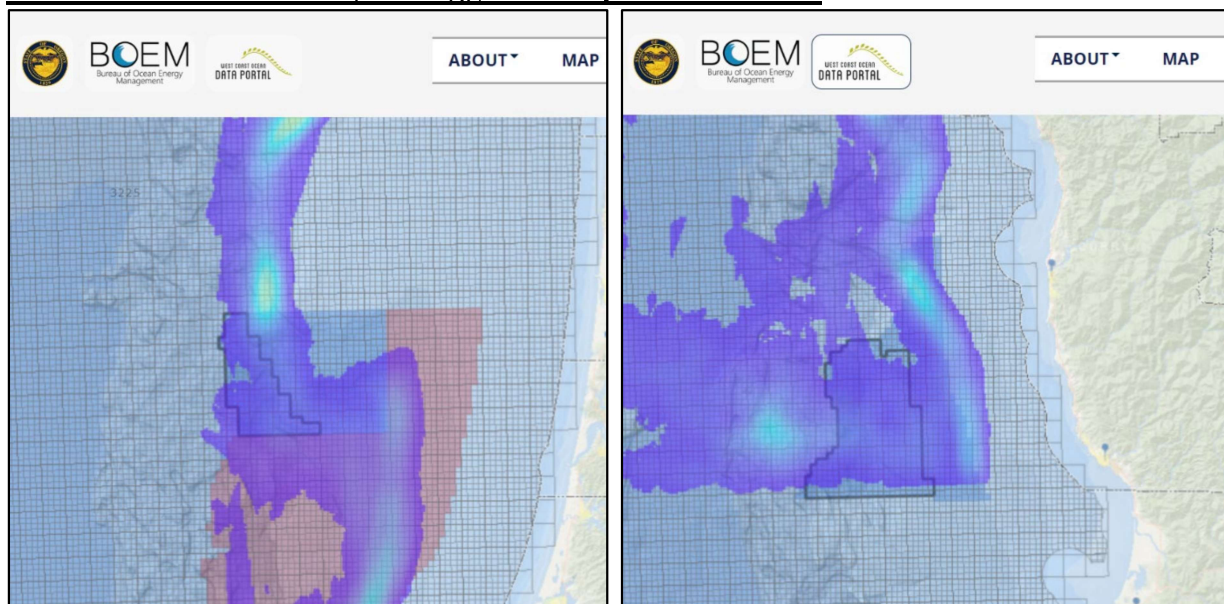 BOEM
Bureau of Ocean Energy
Management
WEST COAST OCEAN
DATA PORTAL
ABOUT
MAP
3225
BOEM
Bureau of Ocean Energy
Management
WEST COAST OCEAN
DATA PORTAL
ABOUT
MAP